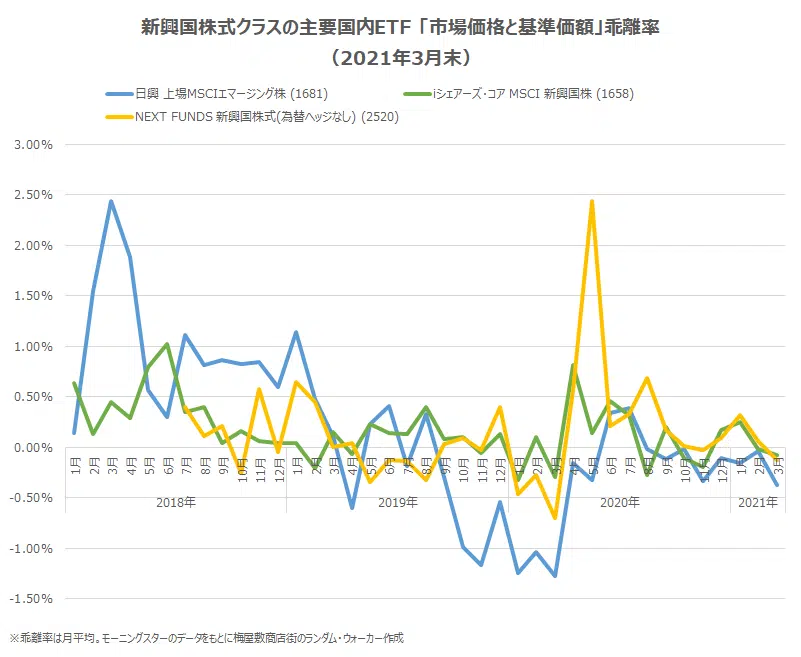 新興国株式クラスの主要国内ETF「市場価格と基準価額」乖離率
（2021年3月末）
日興 上場MSCIエマージング株 (1681)
iシェアーズ・コア MSCI 新興国株 (1658)
NEXT FUNDS 新興国株式(為替ヘッジなし) (2520)
3.00%
2.50%
2.00%
1.50%
1.00%
0.50%
0.00%
-0.50%
-1.00%
-1.50%
1月 2月 3月 4月 5月 6月 7月 8月 9月 10月 11月 12月 1月 2月 3月 4月 5月 6月 7月 8月 9月 10月 11月 12月 1月 2月 3月 4月 5月 6月 7月 8月 9月 10月 11月 12月 1月 2月 3月
2018年 2019年 2020年 2021年
※乖離率は月平均。モーニングスターのデータをもとに梅屋敷商店街のランダム・ウォーカー作成